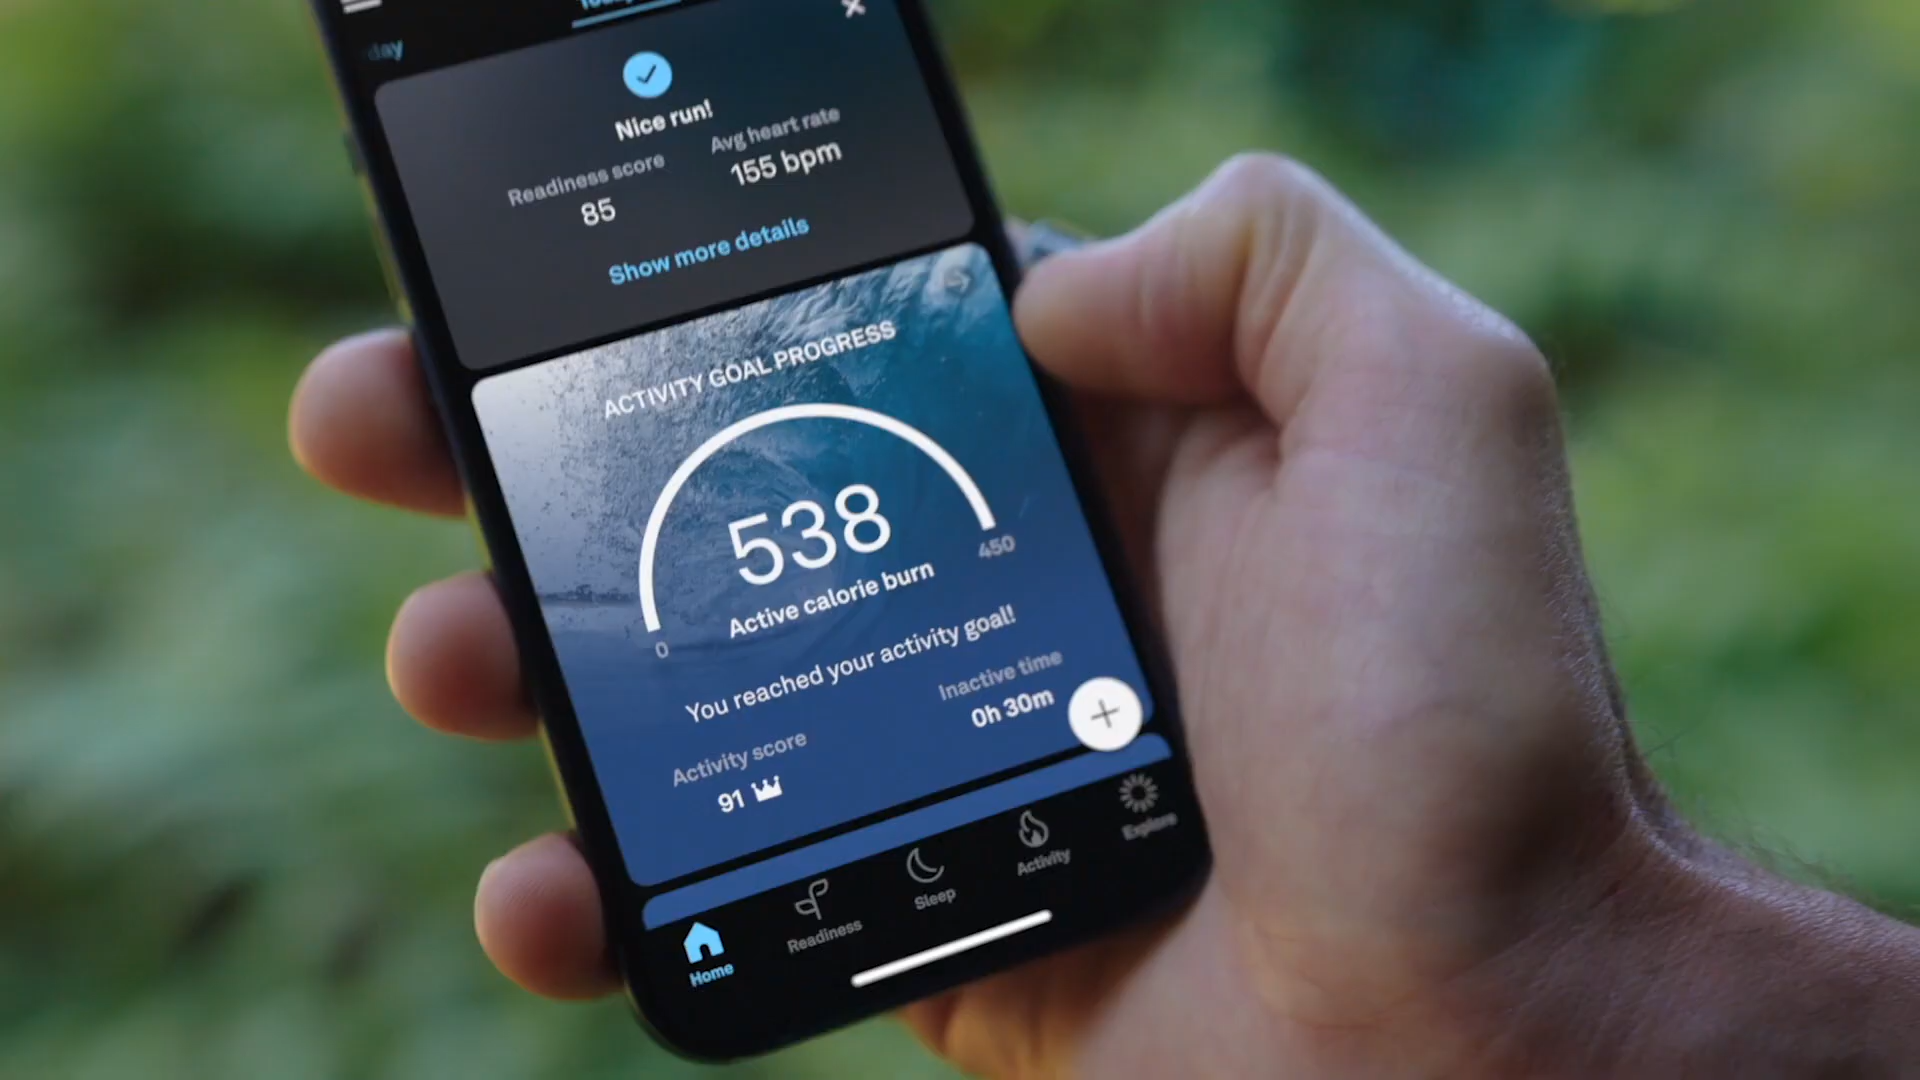 Today
day
Nice run!
Readiness score
85
Avg heart rate
155 bpm
Show more details
ACTIVITY GOAL PROGRESS
538
0
450
Active calorie burn
You reached your activity goal!
Activity score
91
Inactive time
0h 30m
Home
Readiness
Sleep
Activity
Explore